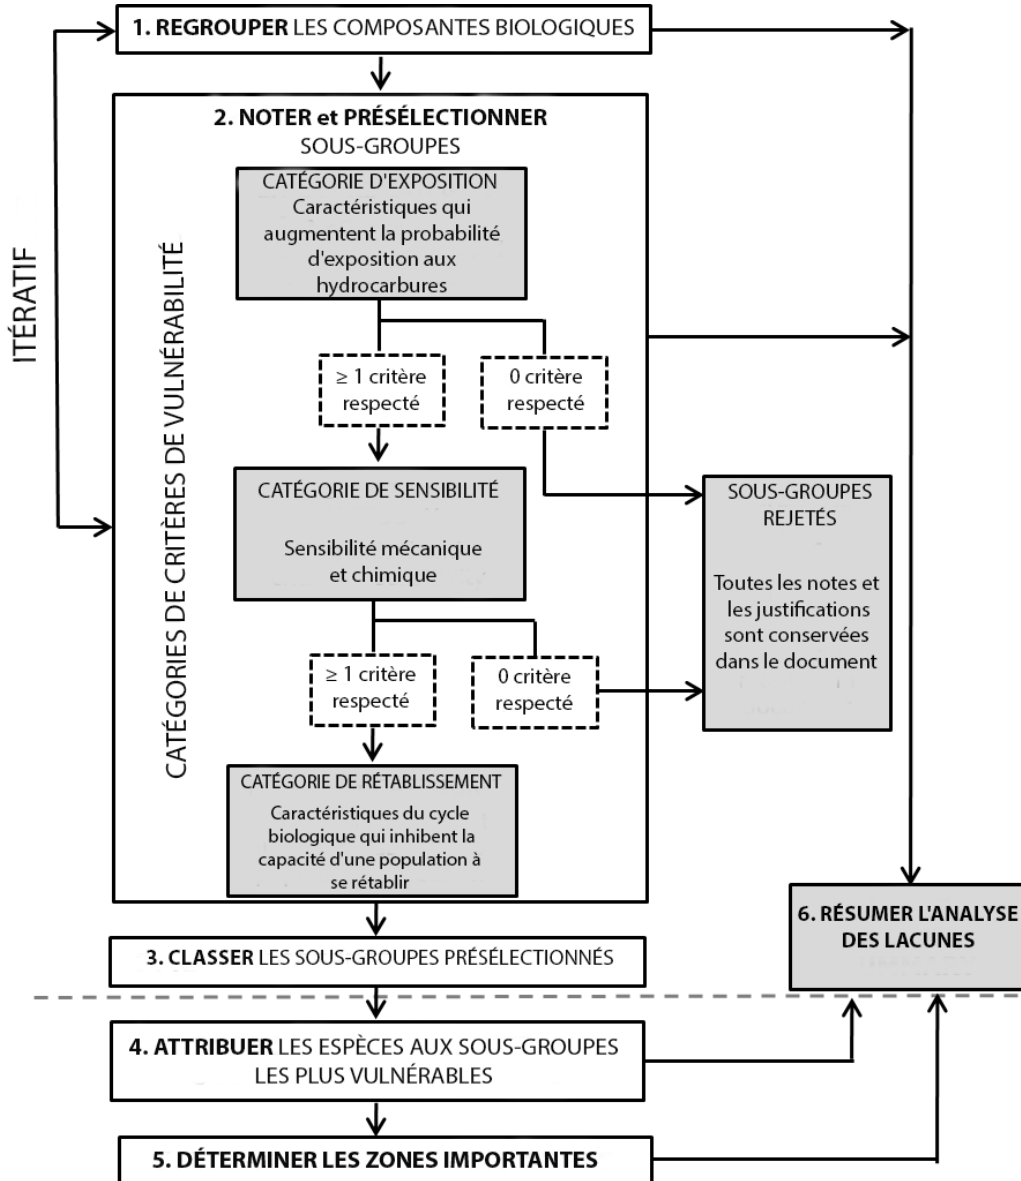 1. REGROUPER LES COMPOSANTES BIOLOGIQUES
ITÉRATIF
CATÉGORIES DE CRITÈRES DE VULNÉRABILITÉ
2. NOTER et PRÉSÉLECTIONNER
SOUS-GROUPES
CATÉGORIE D'EXPOSITION
Caractéristiques qui
augmentent la probabilité
d'exposition aux
hydrocarbures
≥ 1 critère
respecté
0 critère
respecté
CATÉGORIE DE SENSIBILITÉ
Sensibilité mécanique
et chimique
≥ 1 critère
respecté
0 critère
respecté
SOUS-GROUPES
REJETÉS
Toutes les notes et
les justifications
sont conservées
dans le document
CATÉGORIE DE RÉTABLISSEMENT
Caractéristiques du cycle
biologique qui inhibent la
capacité d'une population à
se rétablir
3. CLASSER LES SOUS-GROUPES PRÉSÉLECTIONNÉS
4. ATTRIBUER LES ESPÈCES AUX SOUS-GROUPES
LES PLUS VULNÉRABLES
5. DÉTERMINER LES ZONES IMPORTANTES
6. RÉSUMER L'ANALYSE
DES LACUNES